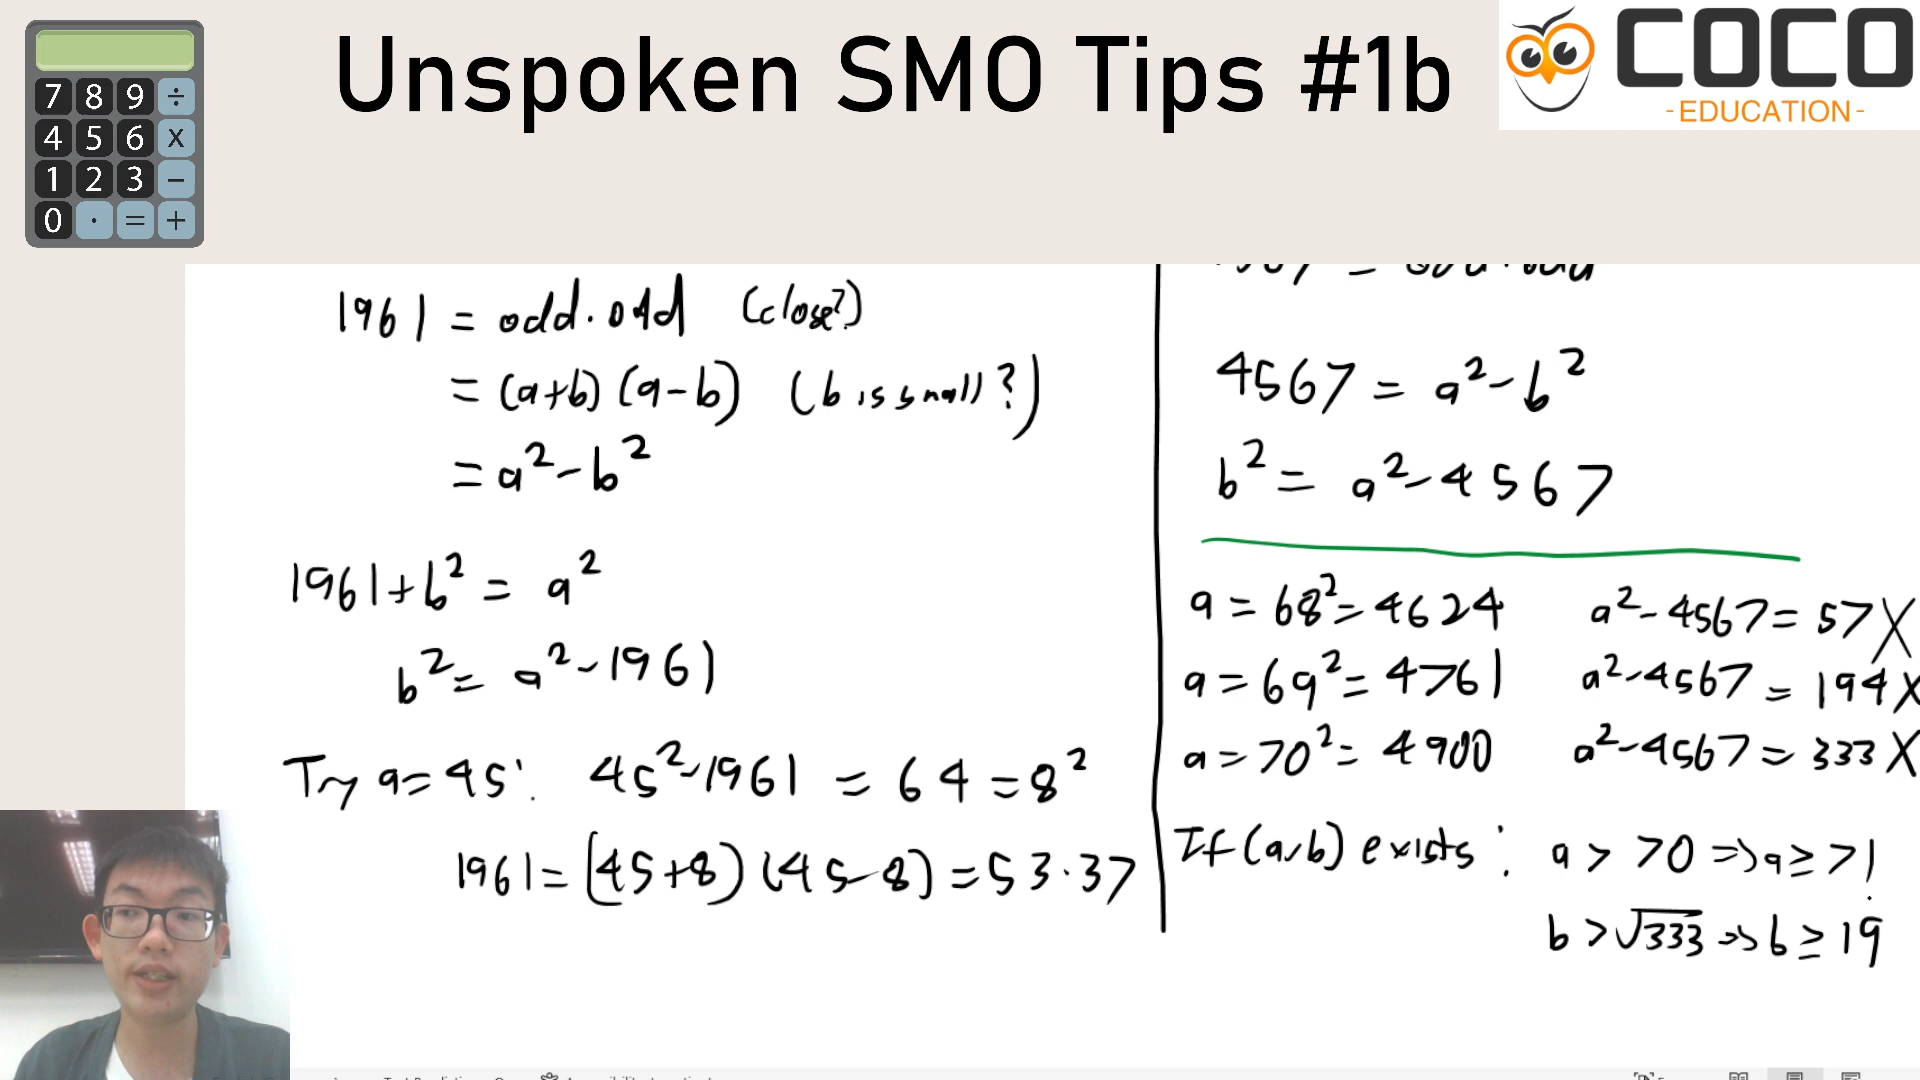 Unspoken SMO Tips #1b
COCO
-EDUCATION-
7 8 9 ÷
4 5 6 x
1 2 3 −
0 · = +
1961 = odd.odd (close?)
= (a+b)(a-b) (b is small?)
= a²-b²
1961+b² = a²
b² = a²-1961
Try a=45: 45²-1961 = 64 = 8²
1961 = (45+8)(45-8) = 53·37
4567 = a²-b²
b² = a²-4567
a = 68² = 4624 a²-4567 = 57 X
a = 69² = 4761 a²-4567 = 194 X
a = 70² = 4900 a²-4567 = 333 X
If (a,b) exists: a > 70 => a ≥ 71
b > √333 => b ≥ 19